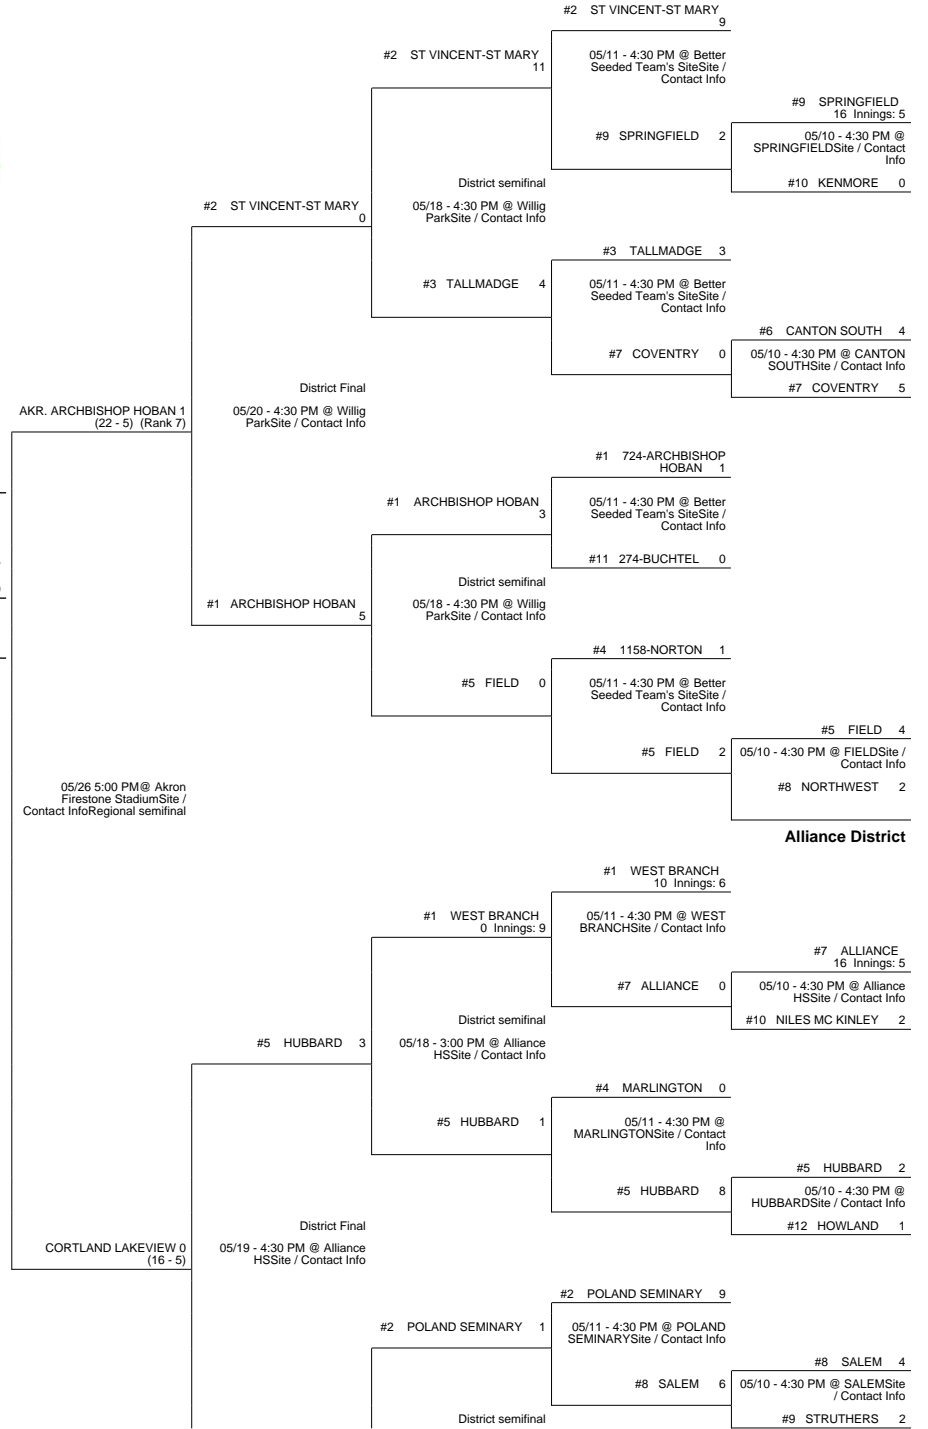 #2 ST VINCENT-ST MARY
9
#2 ST VINCENT-ST MARY
11
05/11 - 4:30 PM @ Better
Seeded Team's SiteSite /
Contact Info
#9 SPRINGFIELD
16 Innings: 5
#9 SPRINGFIELD 2
05/10 - 4:30 PM @
SPRINGFIELDSite / Contact
Info
District semifinal
#10 KENMORE 0
#2 ST VINCENT-ST MARY
0
05/18 - 4:30 PM @ Willig
ParkSite / Contact Info
#3 TALLMADGE 3
#3 TALLMADGE 4
05/11 - 4:30 PM @ Better
Seeded Team's SiteSite /
Contact Info
#6 CANTON SOUTH 4
#7 COVENTRY 0
05/10 - 4:30 PM @ CANTON
SOUTHSite / Contact Info
District Final
#7 COVENTRY 5
AKR. ARCHBISHOP HOBAN 1
(22 - 5) (Rank 7)
05/20 - 4:30 PM @ Willig
ParkSite / Contact Info
#1 724-ARCHBISHOP
HOBAN 1
#1 ARCHBISHOP HOBAN
3
05/11 - 4:30 PM @ Better
Seeded Team's SiteSite /
Contact Info
#11 274-BUCHTEL 0
District semifinal
#1 ARCHBISHOP HOBAN
5
05/18 - 4:30 PM @ Willig
ParkSite / Contact Info
#4 1158-NORTON 1
#5 FIELD 0
05/11 - 4:30 PM @ Better
Seeded Team's SiteSite /
Contact Info
#5 FIELD 4
#5 FIELD 2
05/10 - 4:30 PM @ FIELDSite /
Contact Info
#8 NORTHWEST 2
05/26 5:00 PM@ Akron
Firestone StadiumSite /
Contact InfoRegional semifinal
Alliance District
#1 WEST BRANCH
10 Innings: 6
#1 WEST BRANCH
0 Innings: 9
05/11 - 4:30 PM @ WEST
BRANCHSite / Contact Info
#7 ALLIANCE
16 Innings: 5
#7 ALLIANCE 0
05/10 - 4:30 PM @ Alliance
HSSite / Contact Info
District semifinal
#10 NILES MC KINLEY 2
#5 HUBBARD 3
05/18 - 3:00 PM @ Alliance
HSSite / Contact Info
#4 MARLINGTON 0
#5 HUBBARD 1
05/11 - 4:30 PM @
MARLINGTONSite / Contact
Info
#5 HUBBARD 2
#5 HUBBARD 8
05/10 - 4:30 PM @
HUBBARDSite / Contact Info
District Final
#12 HOWLAND 1
CORTLAND LAKEVIEW 0
(16 - 5)
05/19 - 4:30 PM @ Alliance
HSSite / Contact Info
#2 POLAND SEMINARY 9
#2 POLAND SEMINARY 1
05/11 - 4:30 PM @ POLAND
SEMINARYSite / Contact Info
#8 SALEM 4
#8 SALEM 6
05/10 - 4:30 PM @ SALEMSite
/ Contact Info
District semifinal
#9 STRUTHERS 2